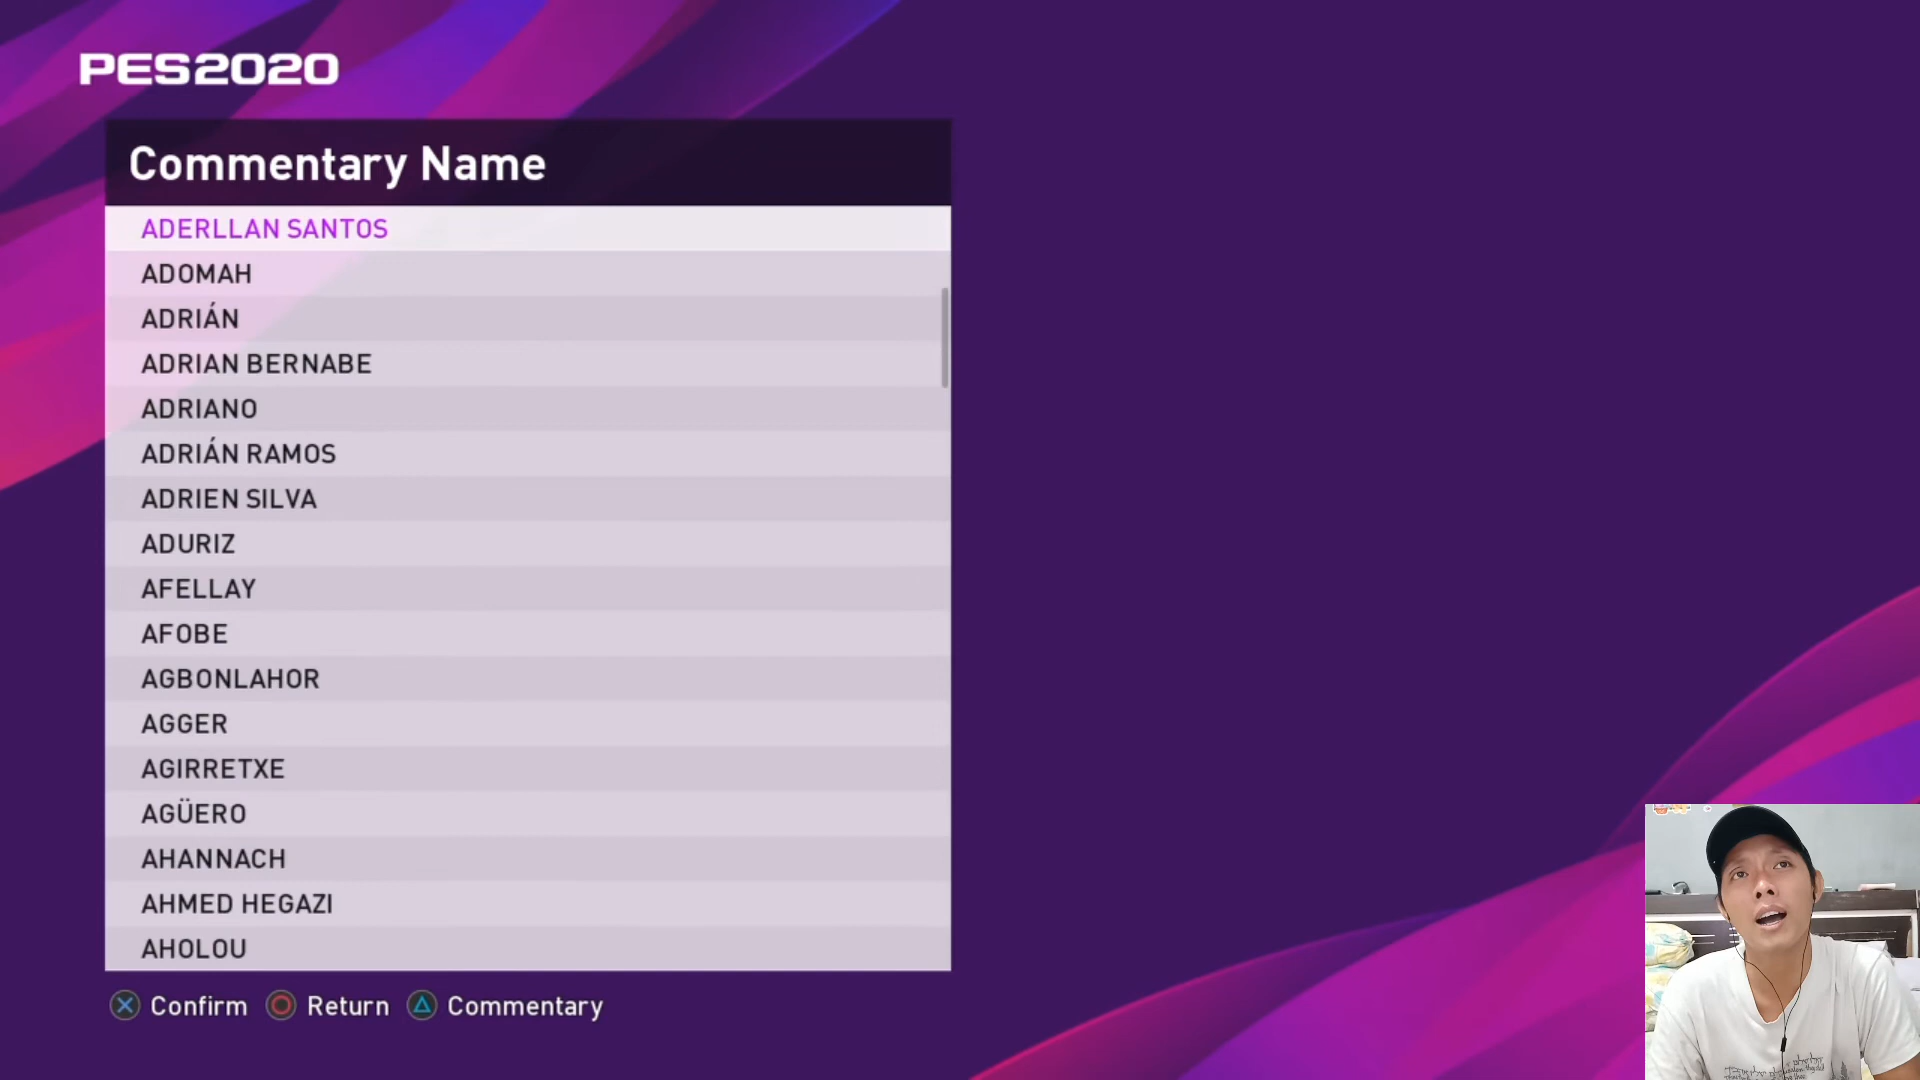 PES2020
Commentary Name
ADERLLAN SANTOS
ADOMAH
ADRIÁN
ADRIAN BERNABE
ADRIANO
ADRIÁN RAMOS
ADRIEN SILVA
ADURIZ
AFELLAY
AFOBE
AGBONLAHOR
AGGER
AGIRRETXE
AGÜERO
AHANNACH
AHMED HEGAZI
AHOLOU
Confirm Return Commentary